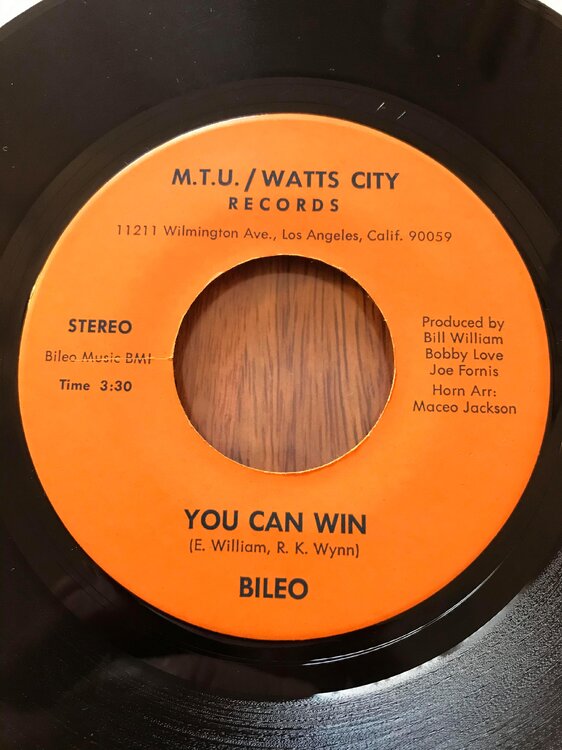 M.T.U. / WATTS CITY
RECORDS
11211 Wilmington Ave., Los Angeles, Calif. 90059
STEREO
Bileo Music BMI
Time 3:30
Produced by
Bill William
Bobby Love
Joe Fornis
Horn Arr:
Maceo Jackson
YOU CAN WIN
(E. William, R. K. Wynn)
BILEO